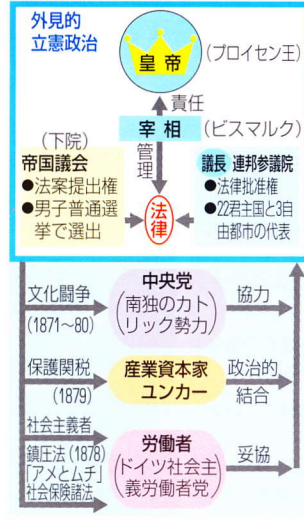 外見的
立憲政治
皇帝
(プロイセン王)
責任
宰相
(ビスマルク)
管理
(下院)
帝国議会
●法案提出権
●男子普通選
挙で選出
法律
議長 連邦参議院
●法律批准権
●22君主国と3自
由都市の代表
文化闘争
(1871~80)
中央党
(南独のカト
リック勢力)
協力
保護関税
(1879)
産業資本家
ユンカー
政治的
結合
社会主義者
鎮圧法(1878)
「アメとムチ」
社会保険諸法
労働者
(ドイツ社会主
義労働者党)
妥協